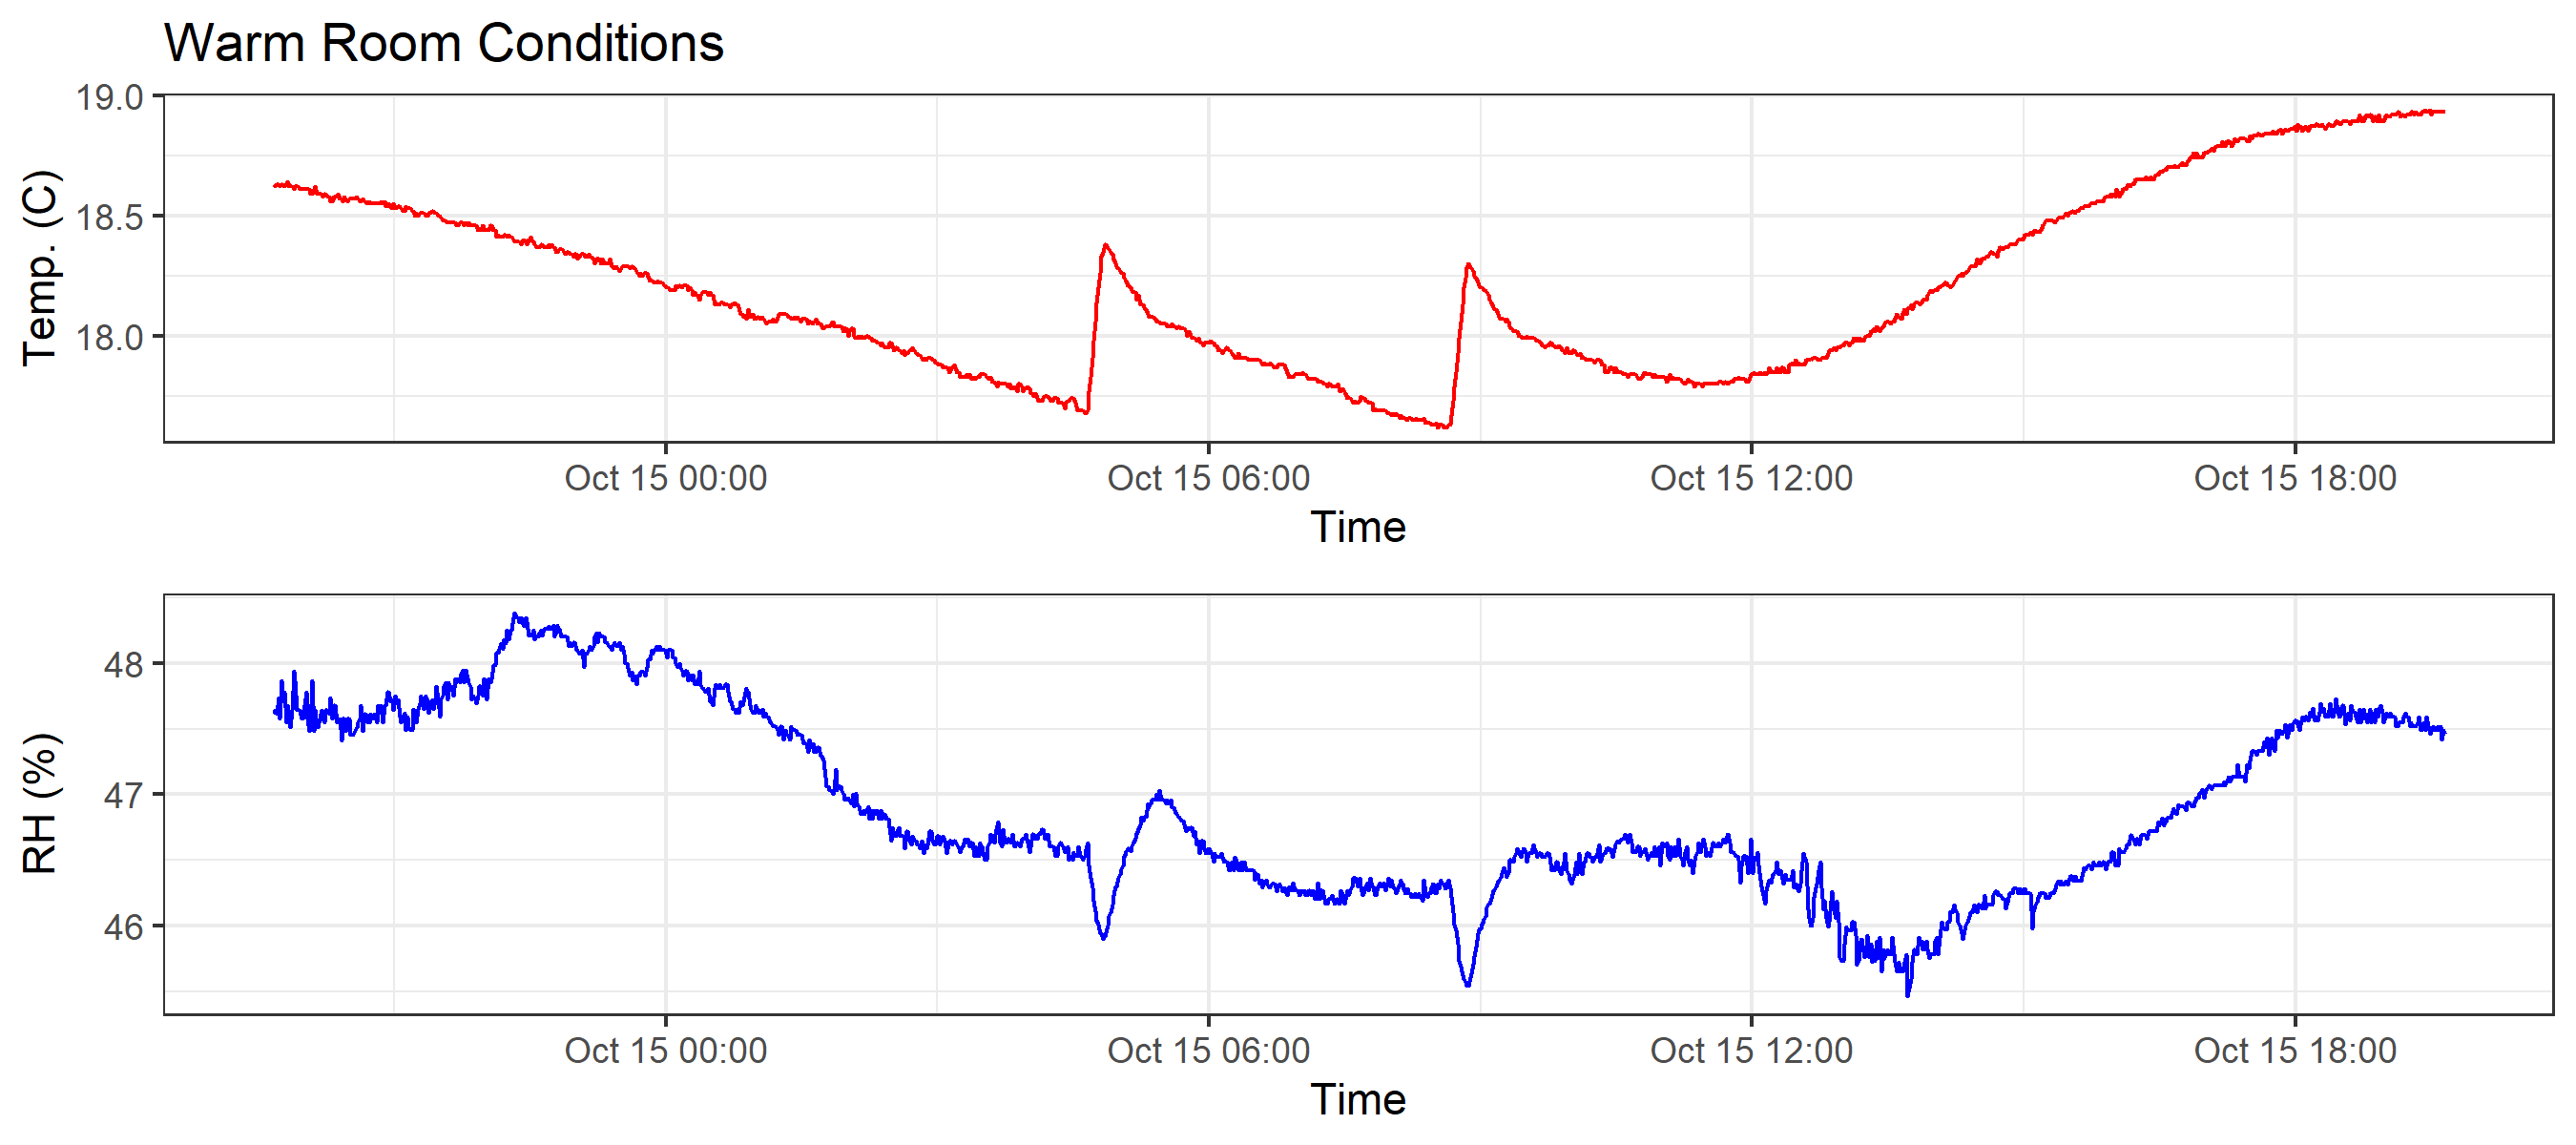 Warm Room Conditions
19.0
18.5
18.0
Temp. (C)
Oct 15 00:00 Oct 15 06:00 Oct 15 12:00 Oct 15 18:00
Time
48
47
46
RH (%)
Oct 15 00:00 Oct 15 06:00 Oct 15 12:00 Oct 15 18:00
Time